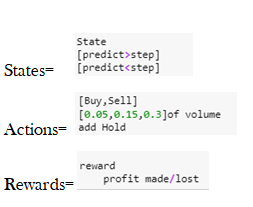 State
[predict>step]
States= [predict<step]
[Buy,Sell]
[0.05,0.15,0.3]of volume
Actions= add Hold
reward
Rewards= profit made/lost